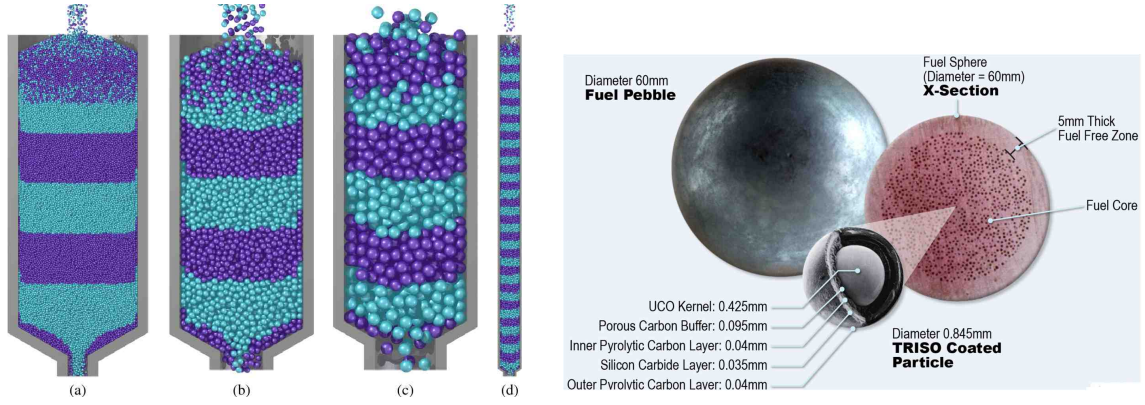 (a)
(b)
(c)
(d)
Diameter 60mm
Fuel Pebble
Fuel Sphere
(Diameter = 60mm)
X-Section
5mm Thick
Fuel Free Zone
Fuel Core
UCO Kernel: 0.425mm
Porous Carbon Buffer: 0.095mm
Inner Pyrolytic Carbon Layer: 0.04mm
Silicon Carbide Layer: 0.035mm
Outer Pyrolytic Carbon Layer: 0.04mm
Diameter 0.845mm
TRISO Coated
Particle